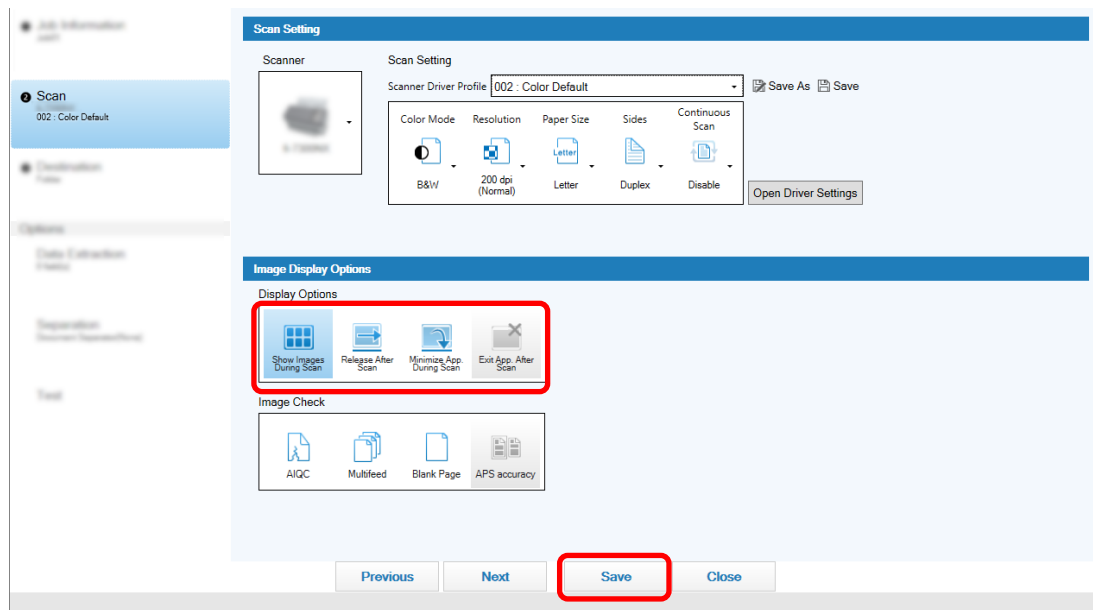 Scan Setting
Scanner
Scan Setting
Scanner Driver Profile 002 : Color Default
Save As
Save
Color Mode
Resolution
Paper Size
Sides
Continuous
Scan
Letter
B&W
200 dpi
(Normal)
Letter
Duplex
Disable
Open Driver Settings
2 Scan
002 : Color Default
Options
Image Display Options
Display Options
Show Images
During Scan
Release After
Scan
Minimize App.
During Scan
Exit App. After
Scan
Image Check
AIQC
Multifeed
Blank Page
APS accuracy
Previous
Next
Save
Close